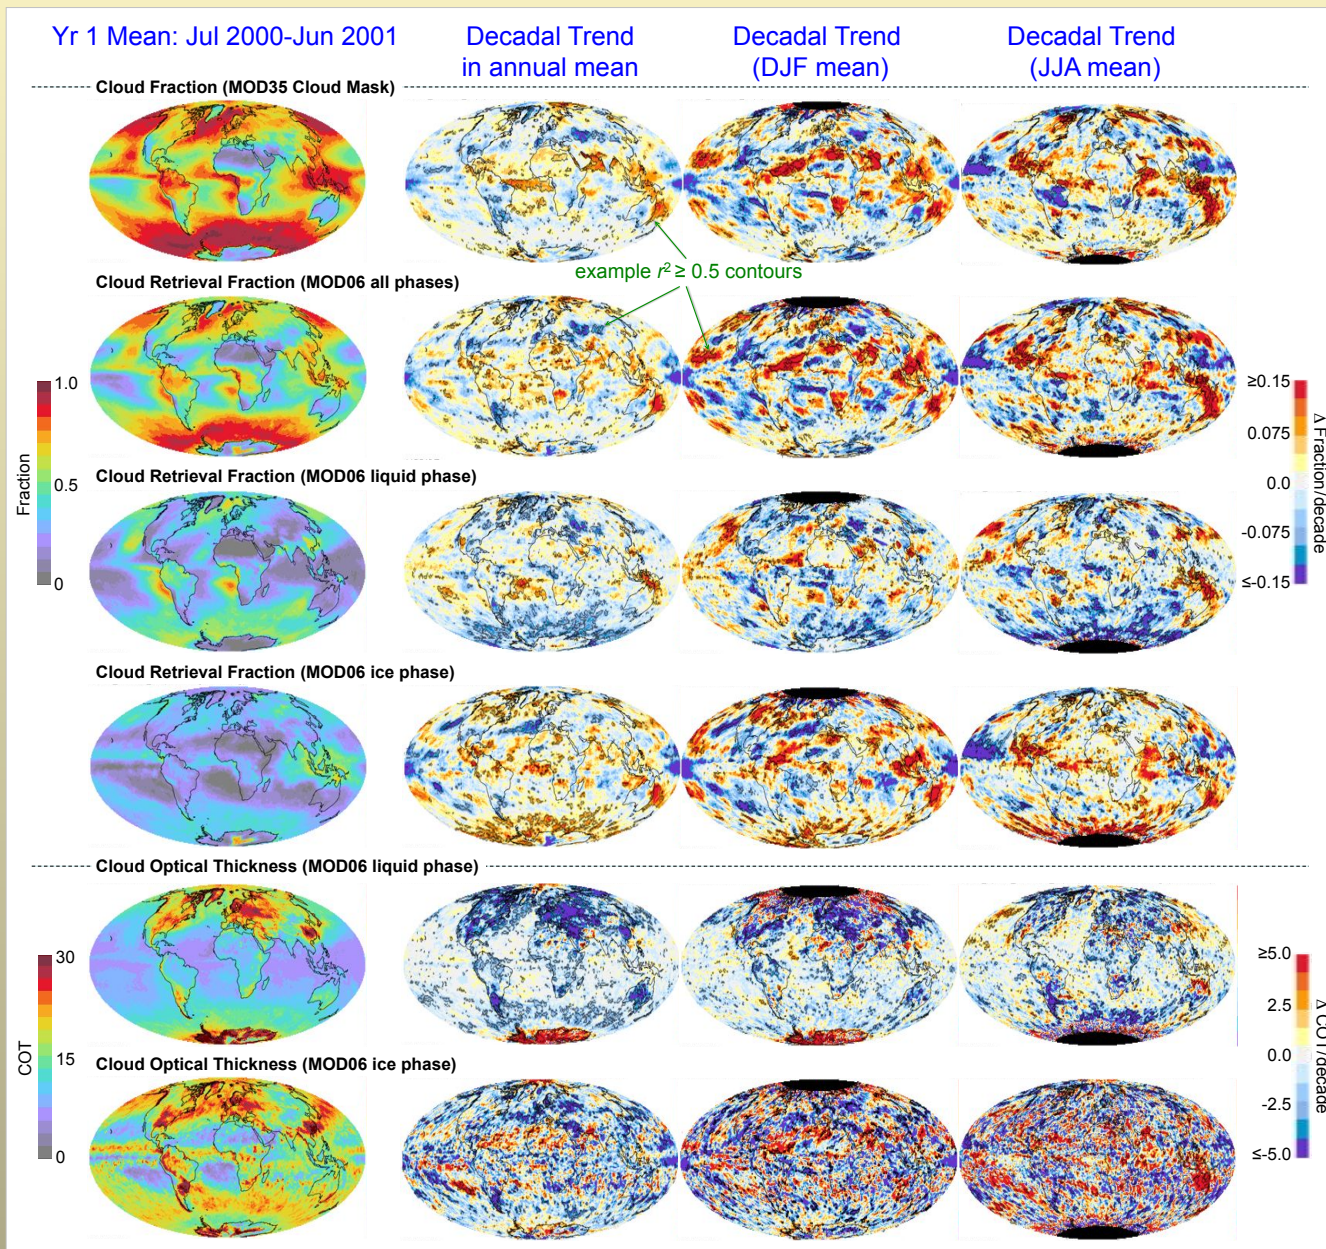 Yr 1 Mean: Jul 2000-Jun 2001
Decadal Trend
in annual mean
Decadal Trend
(DJF mean)
Decadal Trend
(JJA mean)
Cloud Fraction (MOD35 Cloud Mask)
example r² ≥ 0.5 contours
Cloud Retrieval Fraction (MOD06 all phases)
Cloud Retrieval Fraction (MOD06 liquid phase)
Cloud Retrieval Fraction (MOD06 ice phase)
Fraction
1.0
0.5
0
≥0.15
0.075
0.0
-0.075
≤-0.15
Δ Fraction/decade
Cloud Optical Thickness (MOD06 liquid phase)
Cloud Optical Thickness (MOD06 ice phase)
COT
30
15
0
≥5.0
2.5
0.0
-2.5
≤-5.0
Δ COT/decade